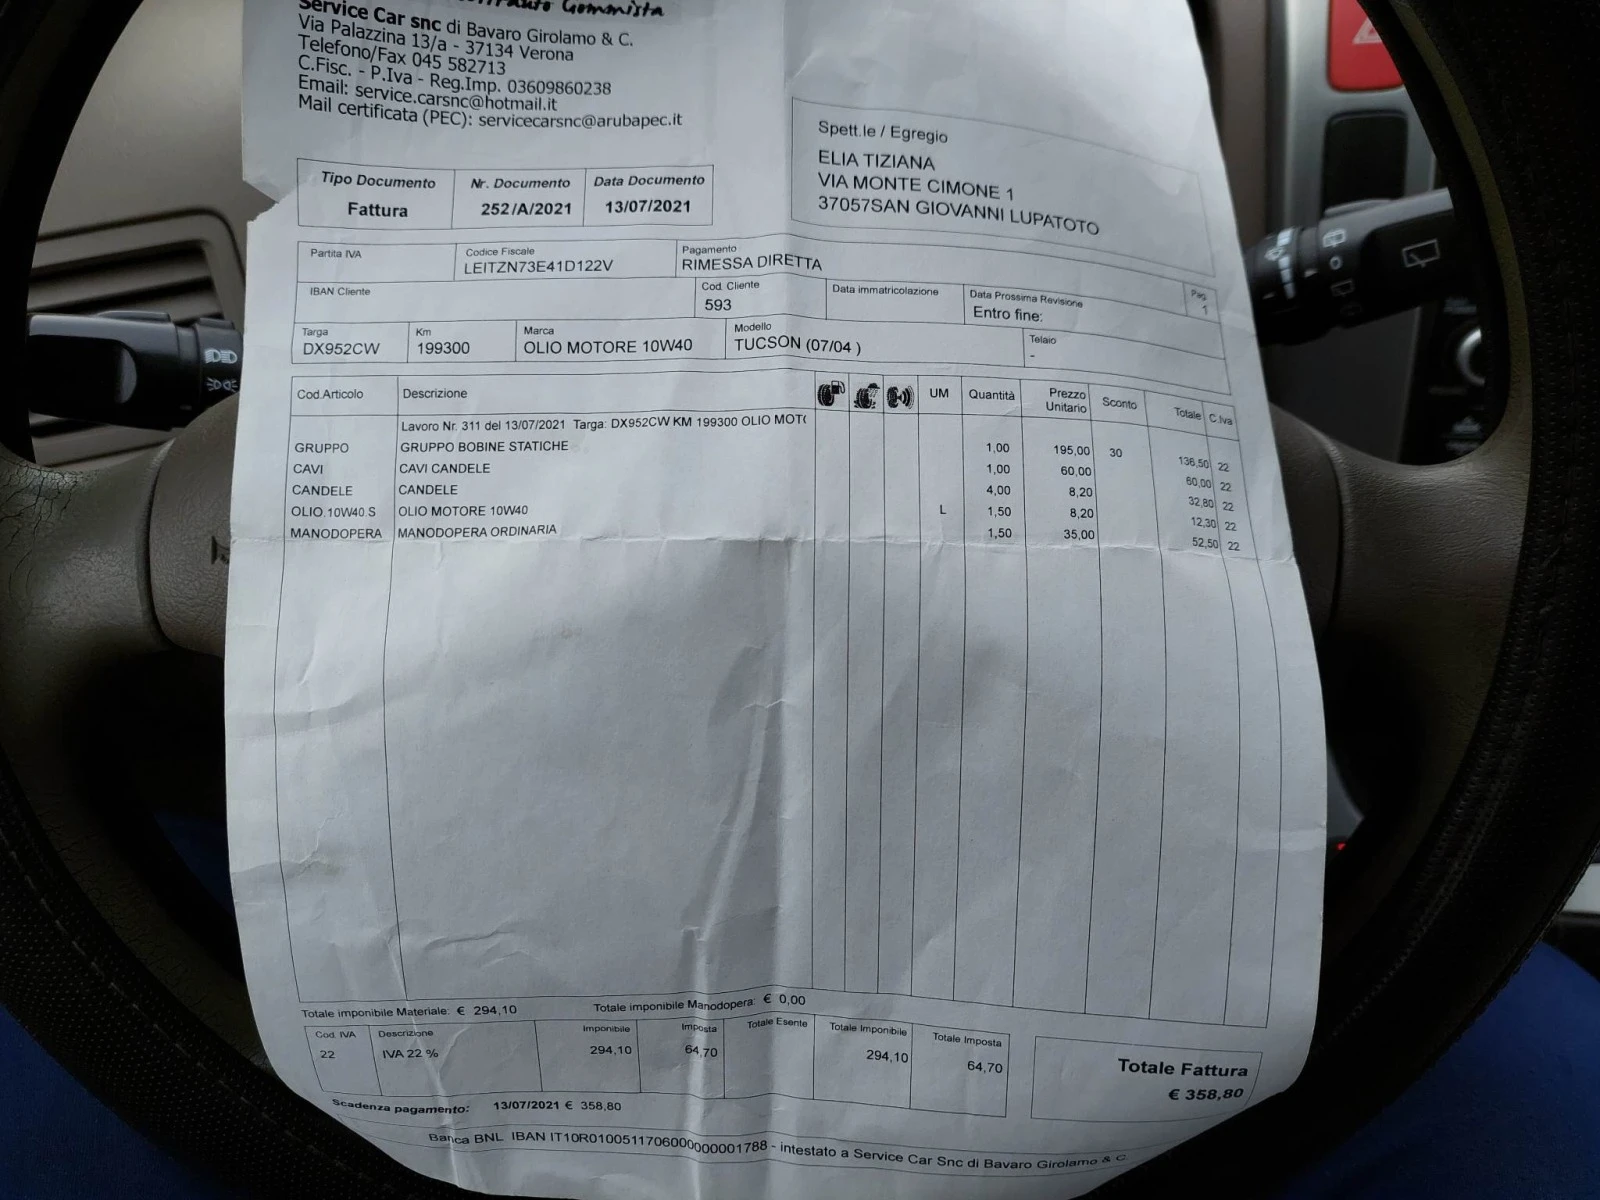 Gommista
Service Car snc di Bavaro Girolamo & C.
Via Palazzina 13/a - 37134 Verona
Telefono/Fax 045 582713
C.Fisc. - P.Iva - Reg.Imp. 03609860238
Email: service.carsnc@hotmail.it
Mail certificata (PEC): servicecarsnc@arubapec.it
Spett.le / Egregio
ELIA TIZIANA
VIA MONTE CIMONE 1
37057SAN GIOVANNI LUPATOTO
Tipo Documento Nr. Documento Data Documento
Fattura 252/A/2021 13/07/2021
Partita IVA Codice Fiscale Pagamento
LEITZN73E41D122V RIMESSA DIRETTA
IBAN Cliente Cod. Cliente Data immatricolazione Data Prossima Revisione Pag.
593 Entro fine: 1
Targa Km Marca Modello Telaio
DX952CW 199300 OLIO MOTORE 10W40 TUCSON (07/04 ) -
Cod.Articolo Descrizione UM Quantità Prezzo Unitario Sconto Totale C.Iva
Lavoro Nr. 311 del 13/07/2021 Targa: DX952CW KM 199300 OLIO MOT
GRUPPO GRUPPO BOBINE STATICHE 1,00 195,00 30 136,50 22
CAVI CAVI CANDELE 1,00 60,00 60,00 22
CANDELE CANDELE 4,00 8,20 32,80 22
OLIO.10W40.S OLIO MOTORE 10W40 L 1,50 8,20 12,30 22
MANODOPERA MANODOPERA ORDINARIA 1,50 35,00 52,50 22
Totale imponibile Materiale: € 294,10 Totale imponibile Manodopera: € 0,00
Cod. IVA Descrizione Imponibile Imposta Totale Esente Totale Imponibile Totale Imposta
22 IVA 22 % 294,10 64,70 294,10 64,70
Totale Fattura
€ 358,80
Scadenza pagamento: 13/07/2021 € 358,80
Banca BNL IBAN IT10R0100511706000000001788 - intestato a Service Car Snc di Bavaro Girolamo & C.